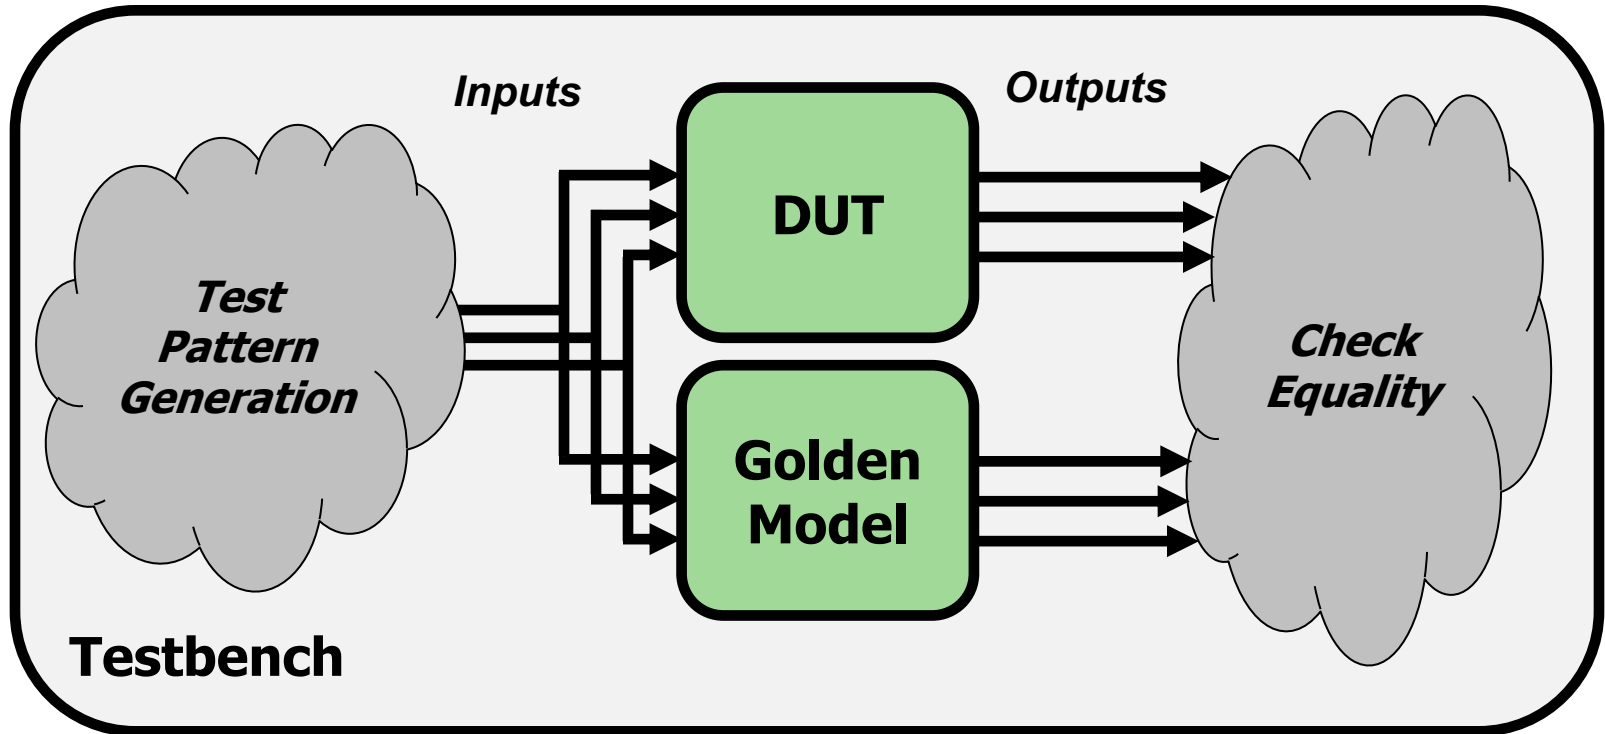 Inputs
Outputs
DUT
Test
Pattern
Generation
Check
Equality
Golden
Model
Testbench